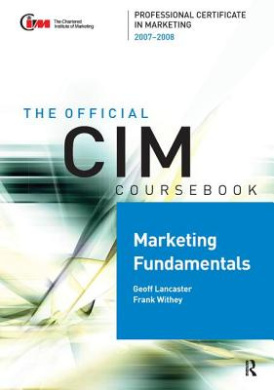 CIM
The Chartered
Institute of Marketing
PROFESSIONAL CERTIFICATE
IN MARKETING
2007–2008
THE OFFICIAL
CIM
COURSEBOOK
Marketing
Fundamentals
Geoff Lancaster
Frank Withey
R